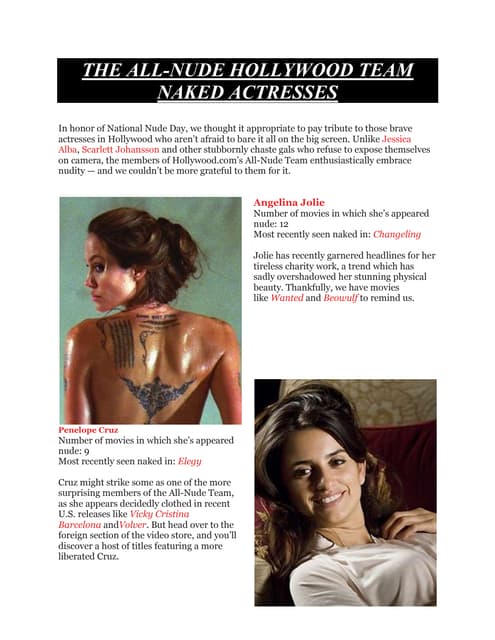 THE ALL-NUDE HOLLYWOOD TEAM
NAKED ACTRESSES
In honor of National Nude Day, we thought it appropriate to pay tribute to those brave
actresses in Hollywood who aren't afraid to bare it all on the big screen. Unlike Jessica
Alba, Scarlett Johansson and other stubbornly chaste gals who refuse to expose themselves
on camera, the members of Hollywood.com's All-Nude Team enthusiastically embrace
nudity — and we couldn't be more grateful to them for it.
Angelina Jolie
Number of movies in which she's appeared
nude: 12
Most recently seen naked in: Changeling
Jolie has recently garnered headlines for her
tireless charity work, a trend which has
sadly overshadowed her stunning physical
beauty. Thankfully, we have movies
like Wanted and Beowulf to remind us.
Penelope Cruz
Number of movies in which she's appeared
nude: 9
Most recently seen naked in: Elegy
Cruz might strike some as one of the more
surprising members of the All-Nude Team,
as she appears decidedly clothed in recent
U.S. releases like Vicky Cristina
Barcelona andVolver. But head over to the
foreign section of the video store, and you'll
discover a host of titles featuring a more
liberated Cruz.